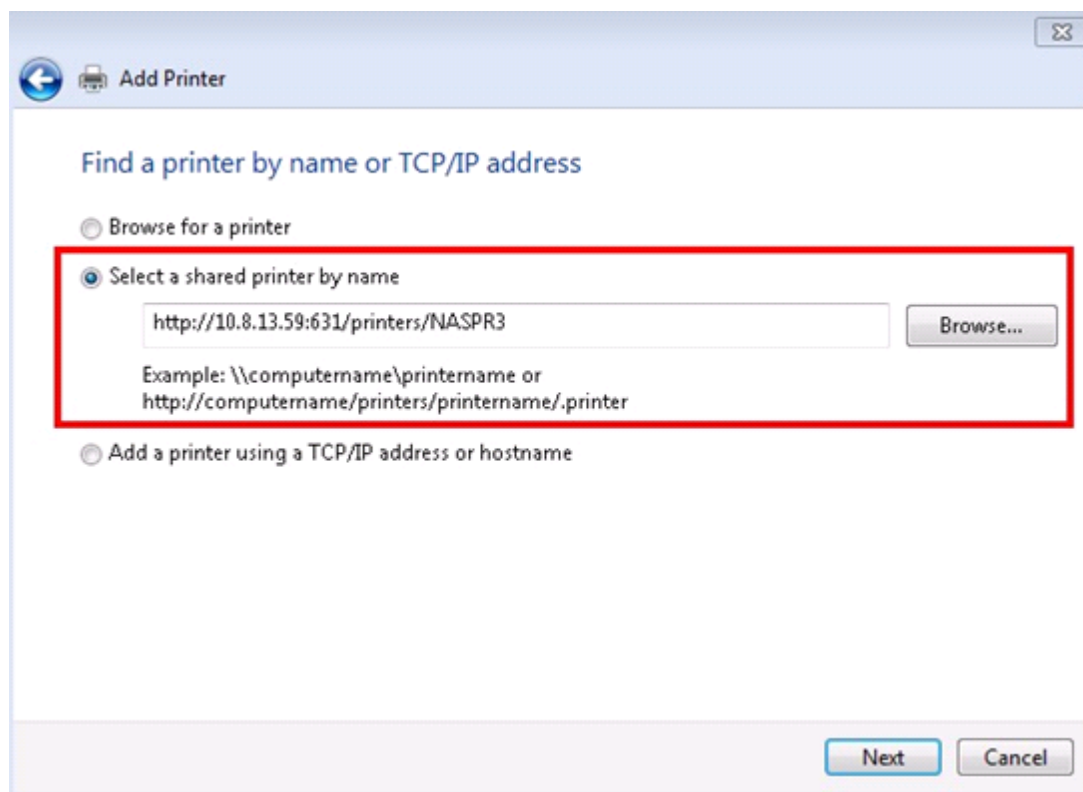 Add Printer
Find a printer by name or TCP/IP address
Browse for a printer
Select a shared printer by name
http://10.8.13.59:631/printers/NASPR3
Browse...
Example: \\computername\printername or
http://computername/printers/printername/.printer
Add a printer using a TCP/IP address or hostname
Next
Cancel